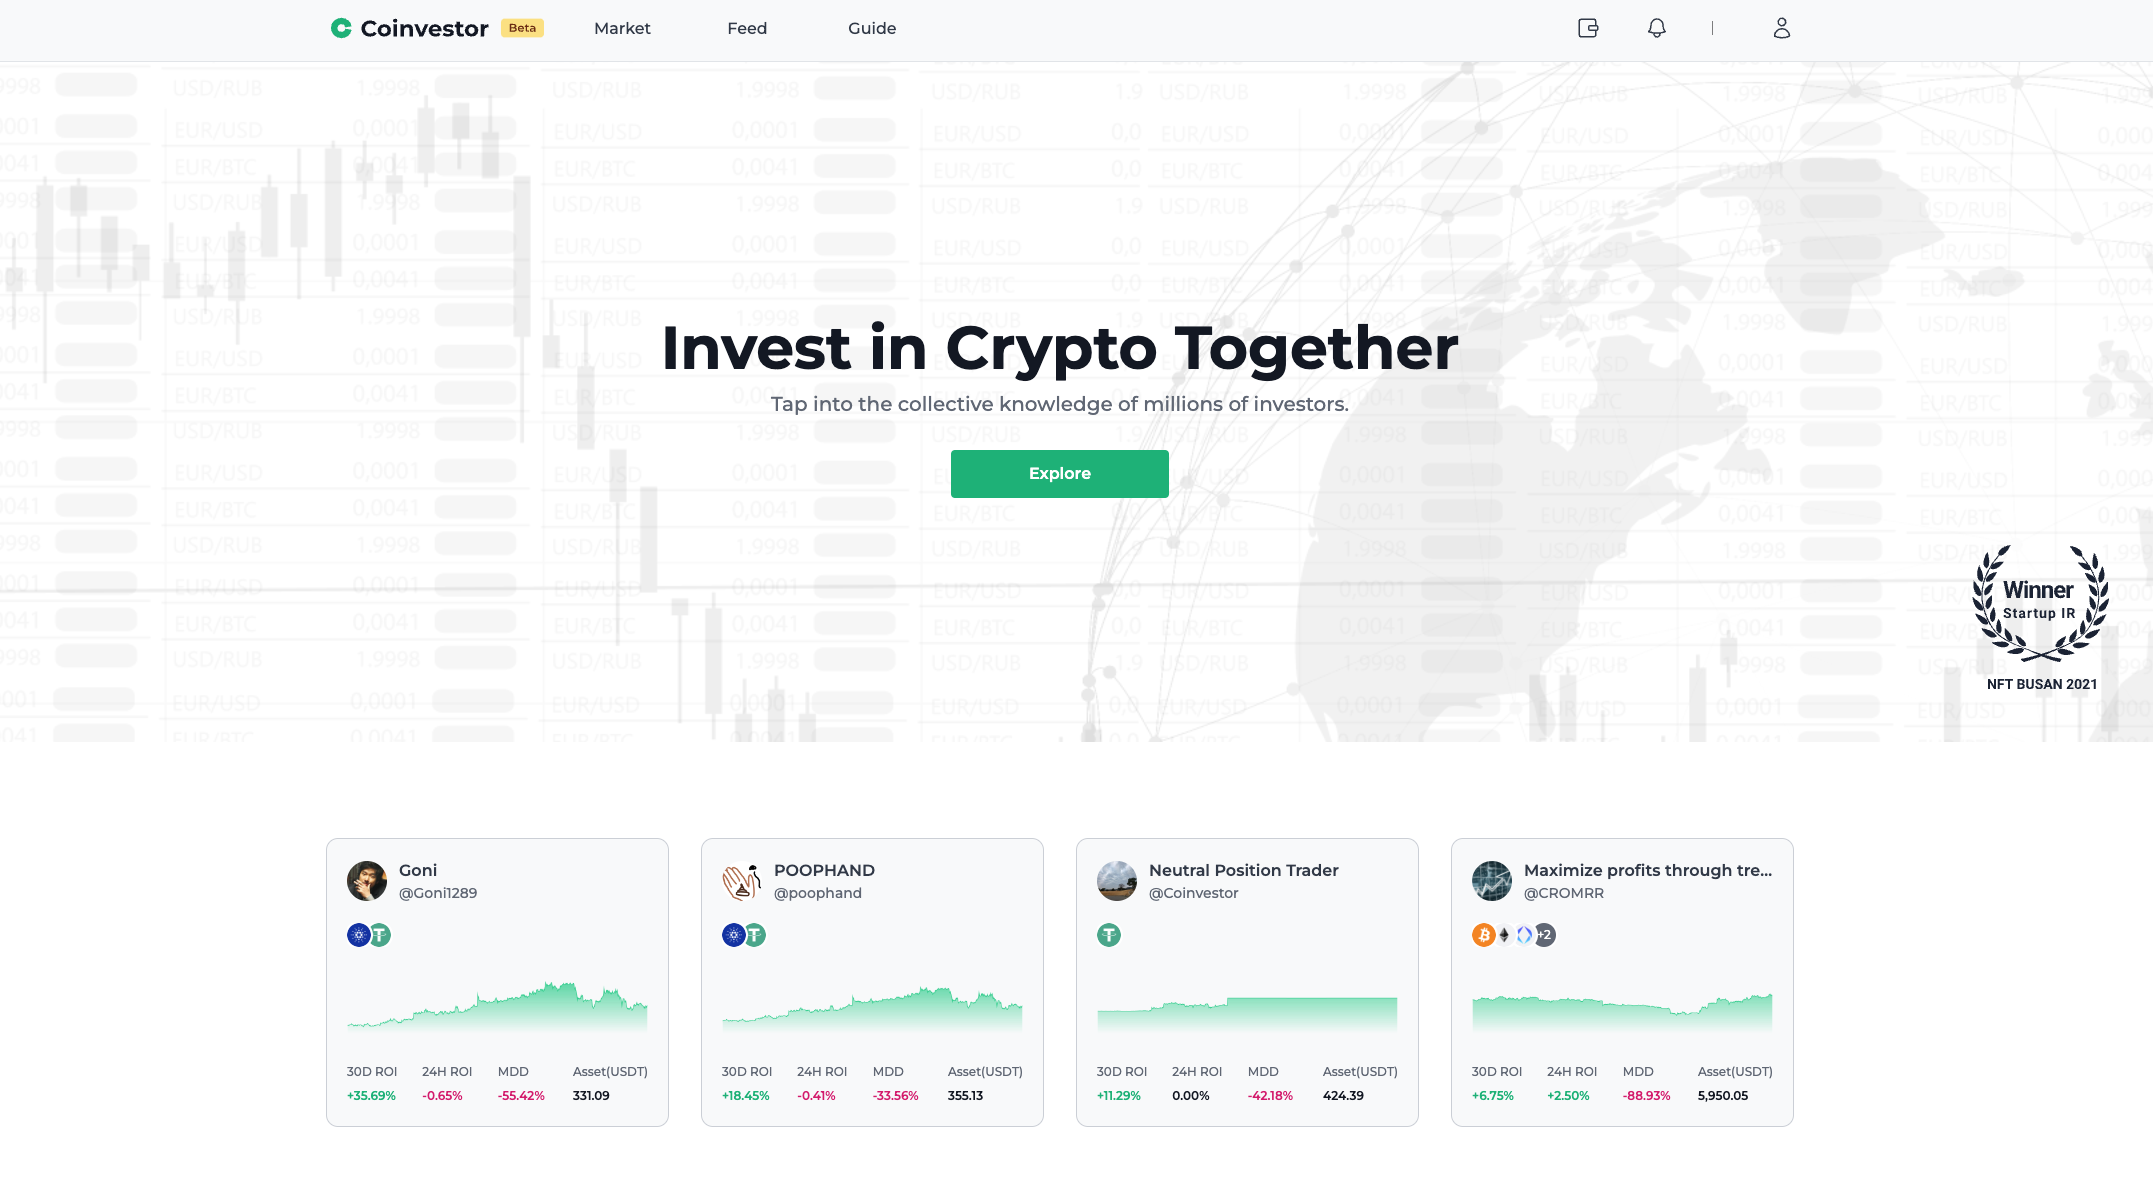 Coinvestor Beta Market Feed Guide
Invest in Crypto Together
Tap into the collective knowledge of millions of investors.
Explore
Winner
Startup IR
NFT BUSAN 2021
Goni
@Goni1289
30D ROI 24H ROI MDD Asset(USDT)
+35.69% -0.65% -55.42% 331.09
POOPHAND
@poophand
30D ROI 24H ROI MDD Asset(USDT)
+18.45% -0.41% -33.56% 355.13
Neutral Position Trader
@Coinvestor
30D ROI 24H ROI MDD Asset(USDT)
+11.29% 0.00% -42.18% 424.39
Maximize profits through tre...
@CROMRR
+2
30D ROI 24H ROI MDD Asset(USDT)
+6.75% +2.50% -88.93% 5,950.05